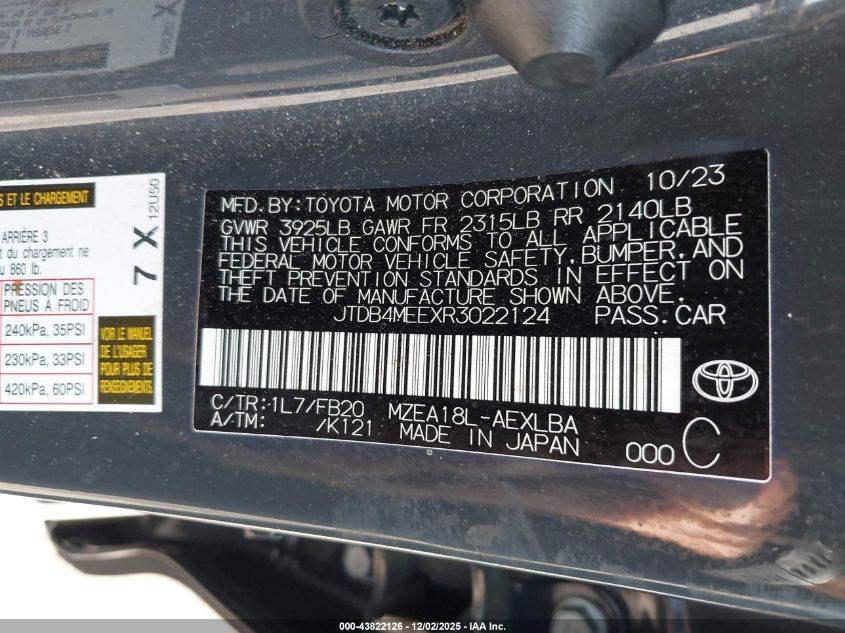 ET LE CHARGEMENT
ARRIÈRE 3
du chargement ne
860 lb.
PRESSION DES
PNEUS À FROID
240kPa, 35PSI
230kPa, 33PSI
420kPa, 60PSI
VOIR LE MANUEL
DE L'USAGER
POUR PLUS DE
RENSEIGNEMENTS
7 X
12U50
MFD.BY:TOYOTA MOTOR CORPORATION 10/23
GVWR 3925LB GAWR FR 2315LB RR 2140LB
THIS VEHICLE CONFORMS TO ALL APPLICABLE
FEDERAL MOTOR VEHICLE SAFETY,BUMPER,AND
THEFT PREVENTION STANDARDS IN EFFECT ON
THE DATE OF MANUFACTURE SHOWN ABOVE.
JTDB4MEEXR3022124 PASS.CAR
C/TR:1L7/FB20 MZEA18L-AEXLBA
A/TM: /K121 MADE IN JAPAN 000 C
000-43822126 - 12/02/2025 - IAA Inc.